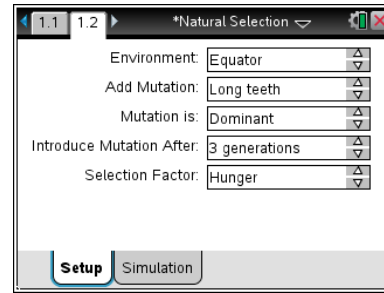 1.1 1.2 *Natural Selection
Environment: Equator
Add Mutation: Long teeth
Mutation is: Dominant
Introduce Mutation After: 3 generations
Selection Factor: Hunger
Setup Simulation